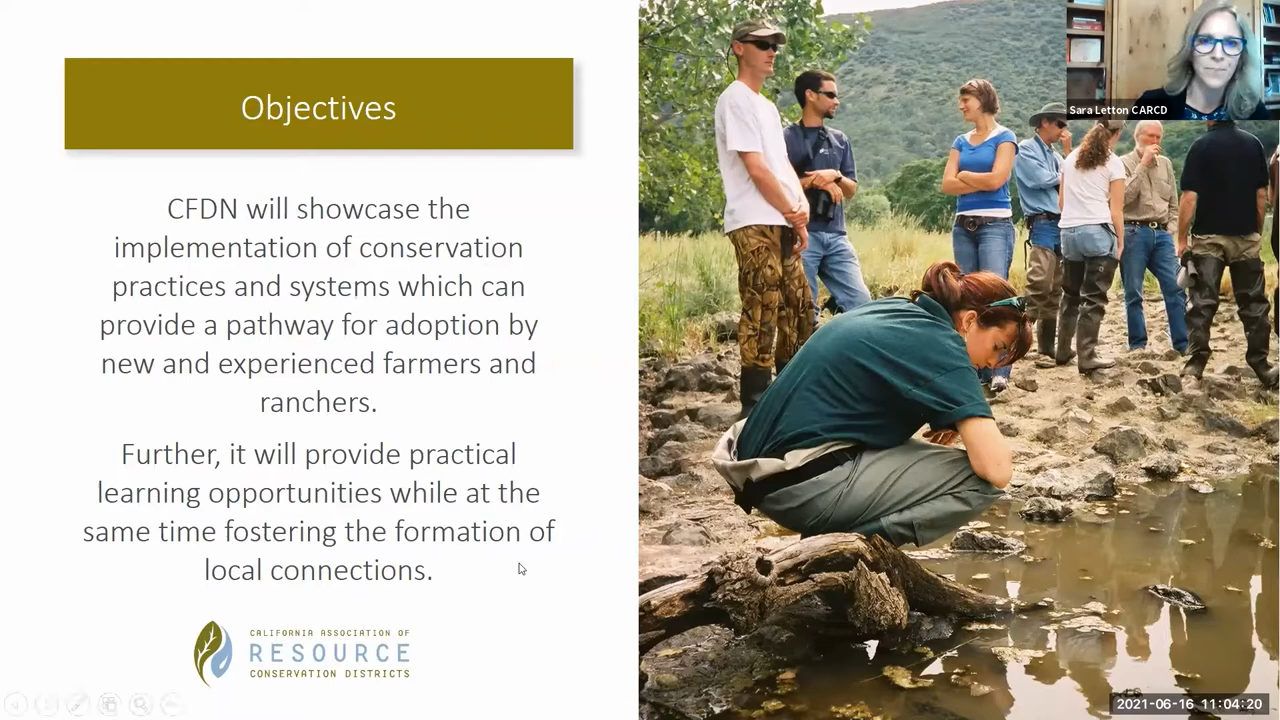 Objectives
CFDN will showcase the
implementation of conservation
practices and systems which can
provide a pathway for adoption by
new and experienced farmers and
ranchers.
Further, it will provide practical
learning opportunities while at the
same time fostering the formation of
local connections.
CALIFORNIA ASSOCIATION OF
RESOURCE
CONSERVATION DISTRICTS
Sara Letton CARCD
2021-06-16 11:04:20